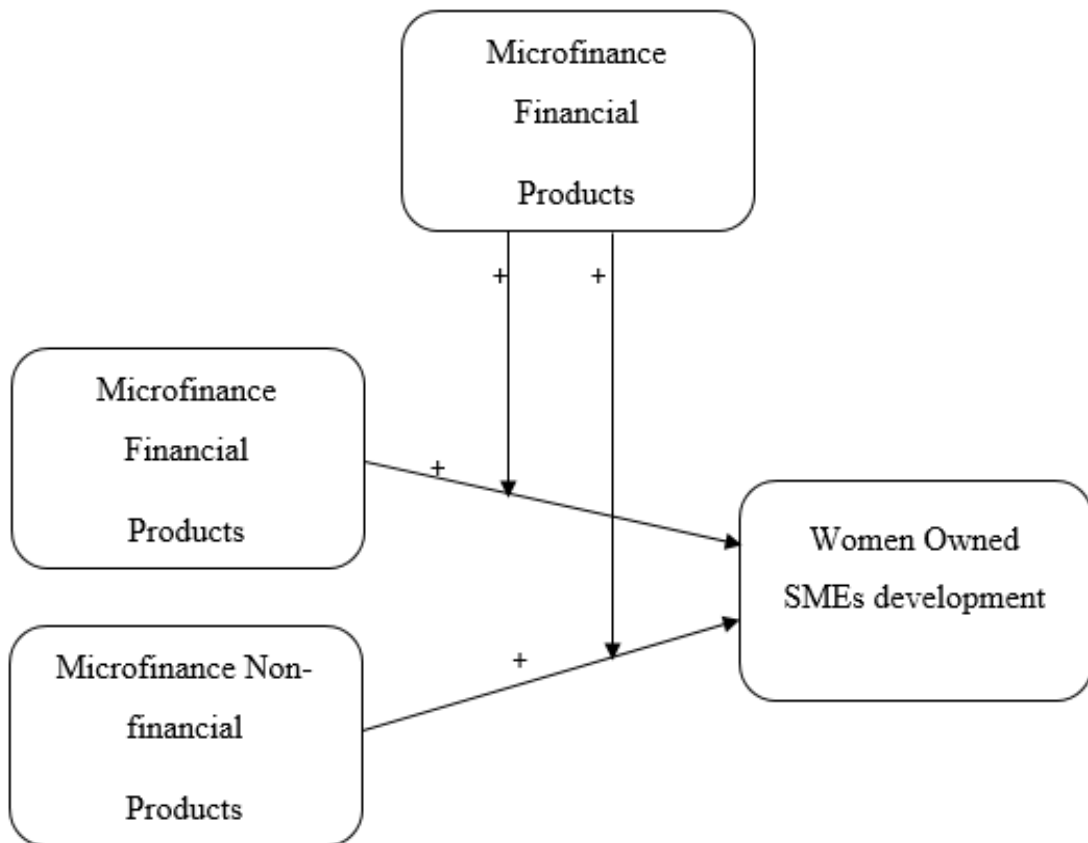 Microfinance
Financial
Products
+
+
Microfinance
Financial
Products
+
Women Owned
SMEs development
Microfinance Non-
financial
Products
+